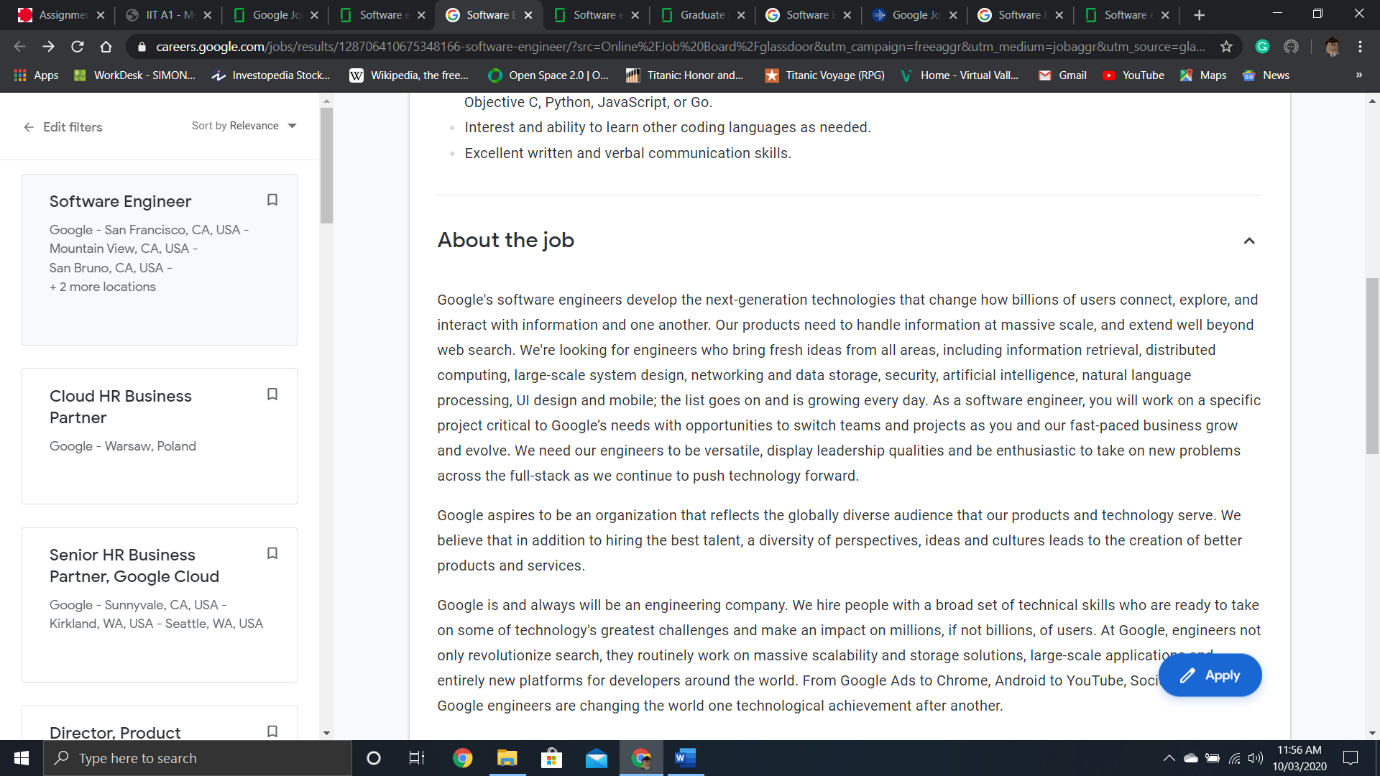 Assignme
IIT A1 - M
Google Jo
Software e
Software E
Software e
Graduate
Software E
Google Jo
Software E
Software e
careers.google.com/jobs/results/128706410675348166-software-engineer/?src=Online%2FJob%20Board%2Fglassdoor&utm_campaign=freeaggr&utm_medium=jobaggr&utm_source=gla...
Apps
WorkDesk - SIMON...
Investopedia Stock...
Wikipedia, the free...
Open Space 2.0 | O...
Titanic: Honor and...
Titanic Voyage (RPG)
Home - Virtual Vall...
Gmail
YouTube
Maps
News
»
Edit filters
Sort by Relevance
Software Engineer
Google - San Francisco, CA, USA -
Mountain View, CA, USA -
San Bruno, CA, USA -
+ 2 more locations
Cloud HR Business
Partner
Google - Warsaw, Poland
Senior HR Business
Partner, Google Cloud
Google - Sunnyvale, CA, USA -
Kirkland, WA, USA - Seattle, WA, USA
Director, Product
Objective C, Python, JavaScript, or Go.
Interest and ability to learn other coding languages as needed.
Excellent written and verbal communication skills.
About the job
Google's software engineers develop the next-generation technologies that change how billions of users connect, explore, and
interact with information and one another. Our products need to handle information at massive scale, and extend well beyond
web search. We're looking for engineers who bring fresh ideas from all areas, including information retrieval, distributed
computing, large-scale system design, networking and data storage, security, artificial intelligence, natural language
processing, UI design and mobile; the list goes on and is growing every day. As a software engineer, you will work on a specific
project critical to Google's needs with opportunities to switch teams and projects as you and our fast-paced business grow
and evolve. We need our engineers to be versatile, display leadership qualities and be enthusiastic to take on new problems
across the full-stack as we continue to push technology forward.
Google aspires to be an organization that reflects the globally diverse audience that our products and technology serve. We
believe that in addition to hiring the best talent, a diversity of perspectives, ideas and cultures leads to the creation of better
products and services.
Google is and always will be an engineering company. We hire people with a broad set of technical skills who are ready to take
on some of technology's greatest challenges and make an impact on millions, if not billions, of users. At Google, engineers not
only revolutionize search, they routinely work on massive scalability and storage solutions, large-scale applications and
entirely new platforms for developers around the world. From Google Ads to Chrome, Android to YouTube, Soci
Google engineers are changing the world one technological achievement after another.
Apply
Type here to search
11:56 AM
10/03/2020